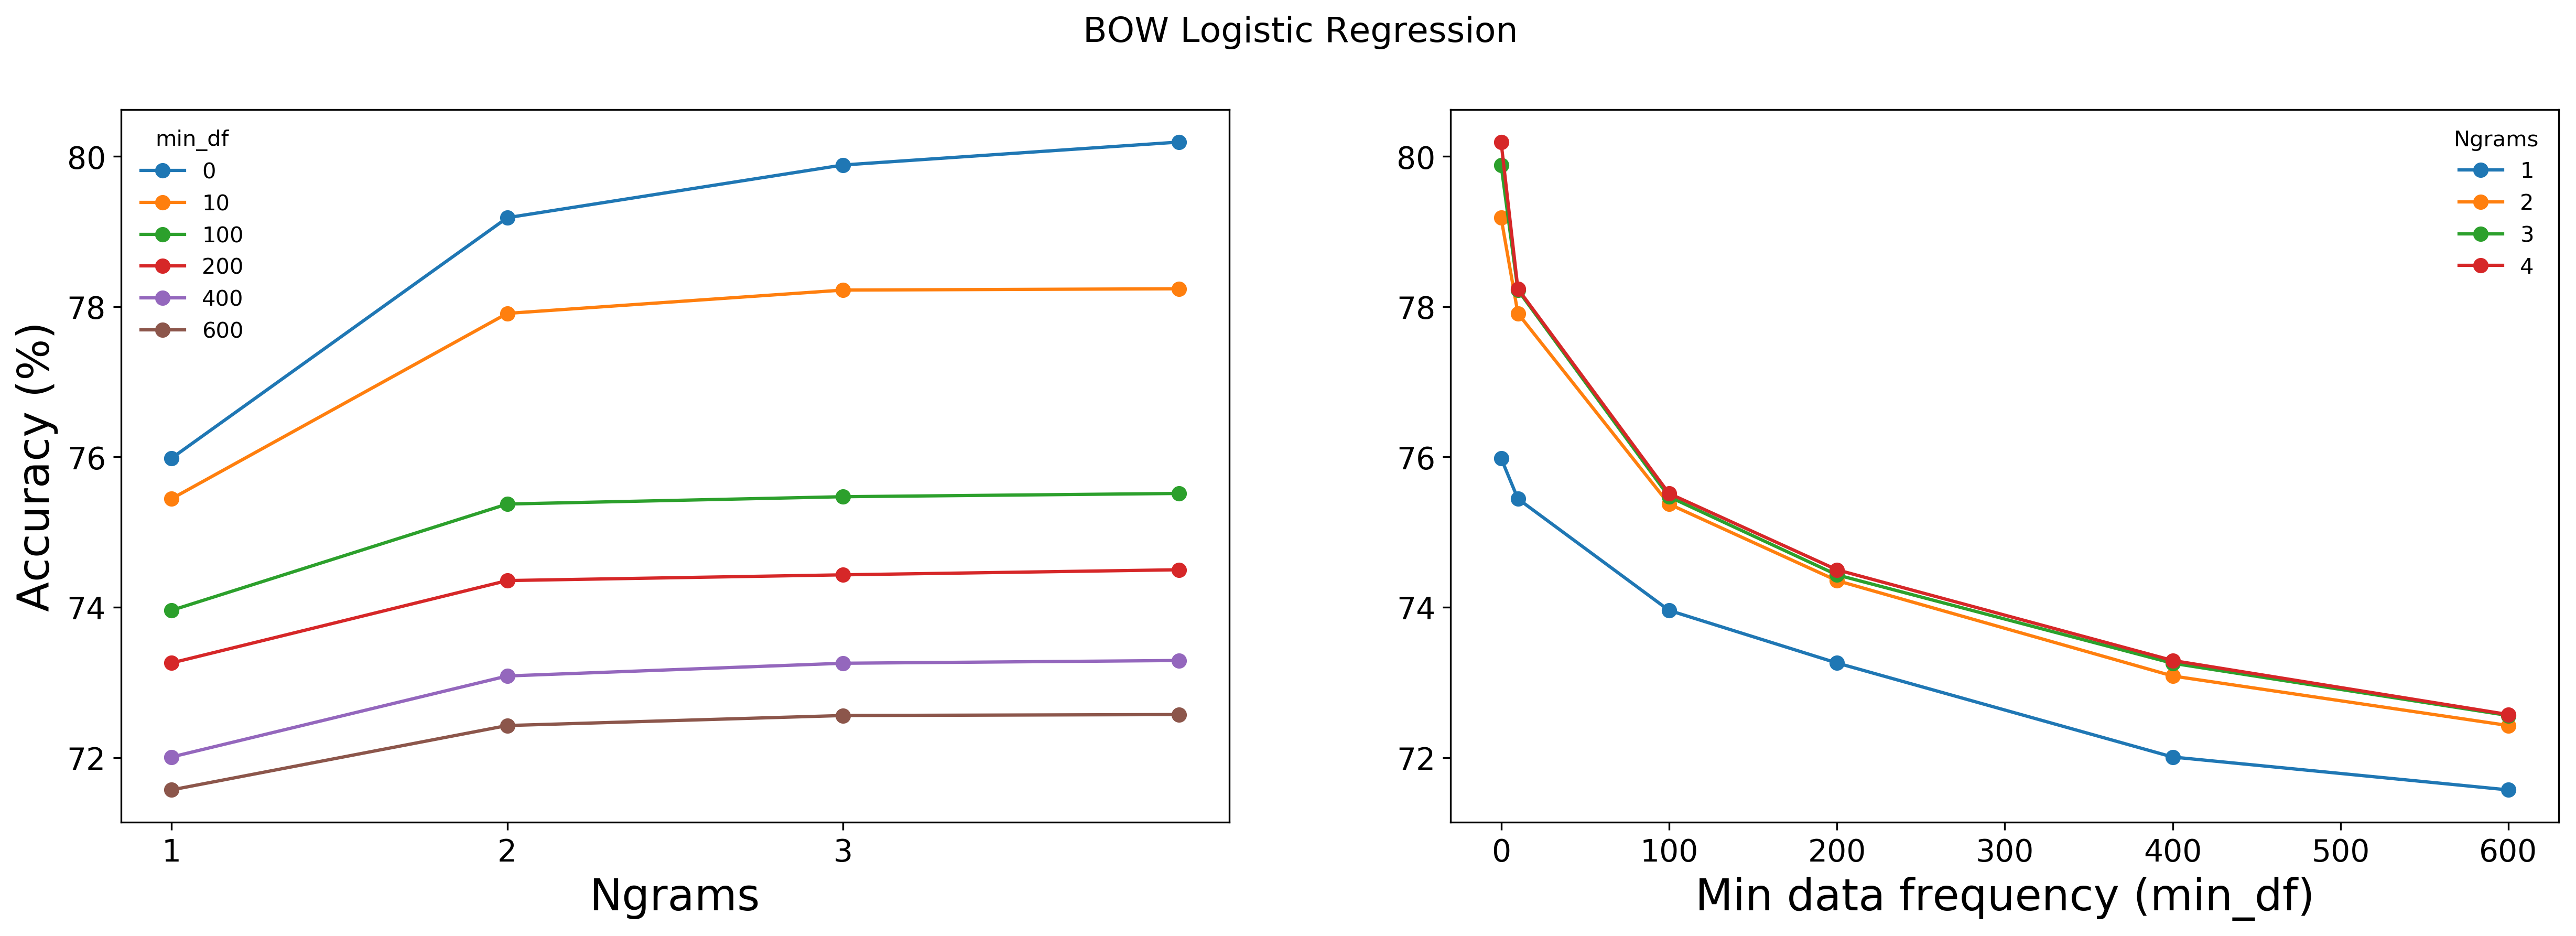 BOW Logistic Regression
Accuracy (%)
80
78
76
74
72
min_df
0
10
100
200
400
600
1 2 3
Ngrams
80
78
76
74
72
Ngrams
1
2
3
4
0 100 200 300 400 500 600
Min data frequency (min_df)